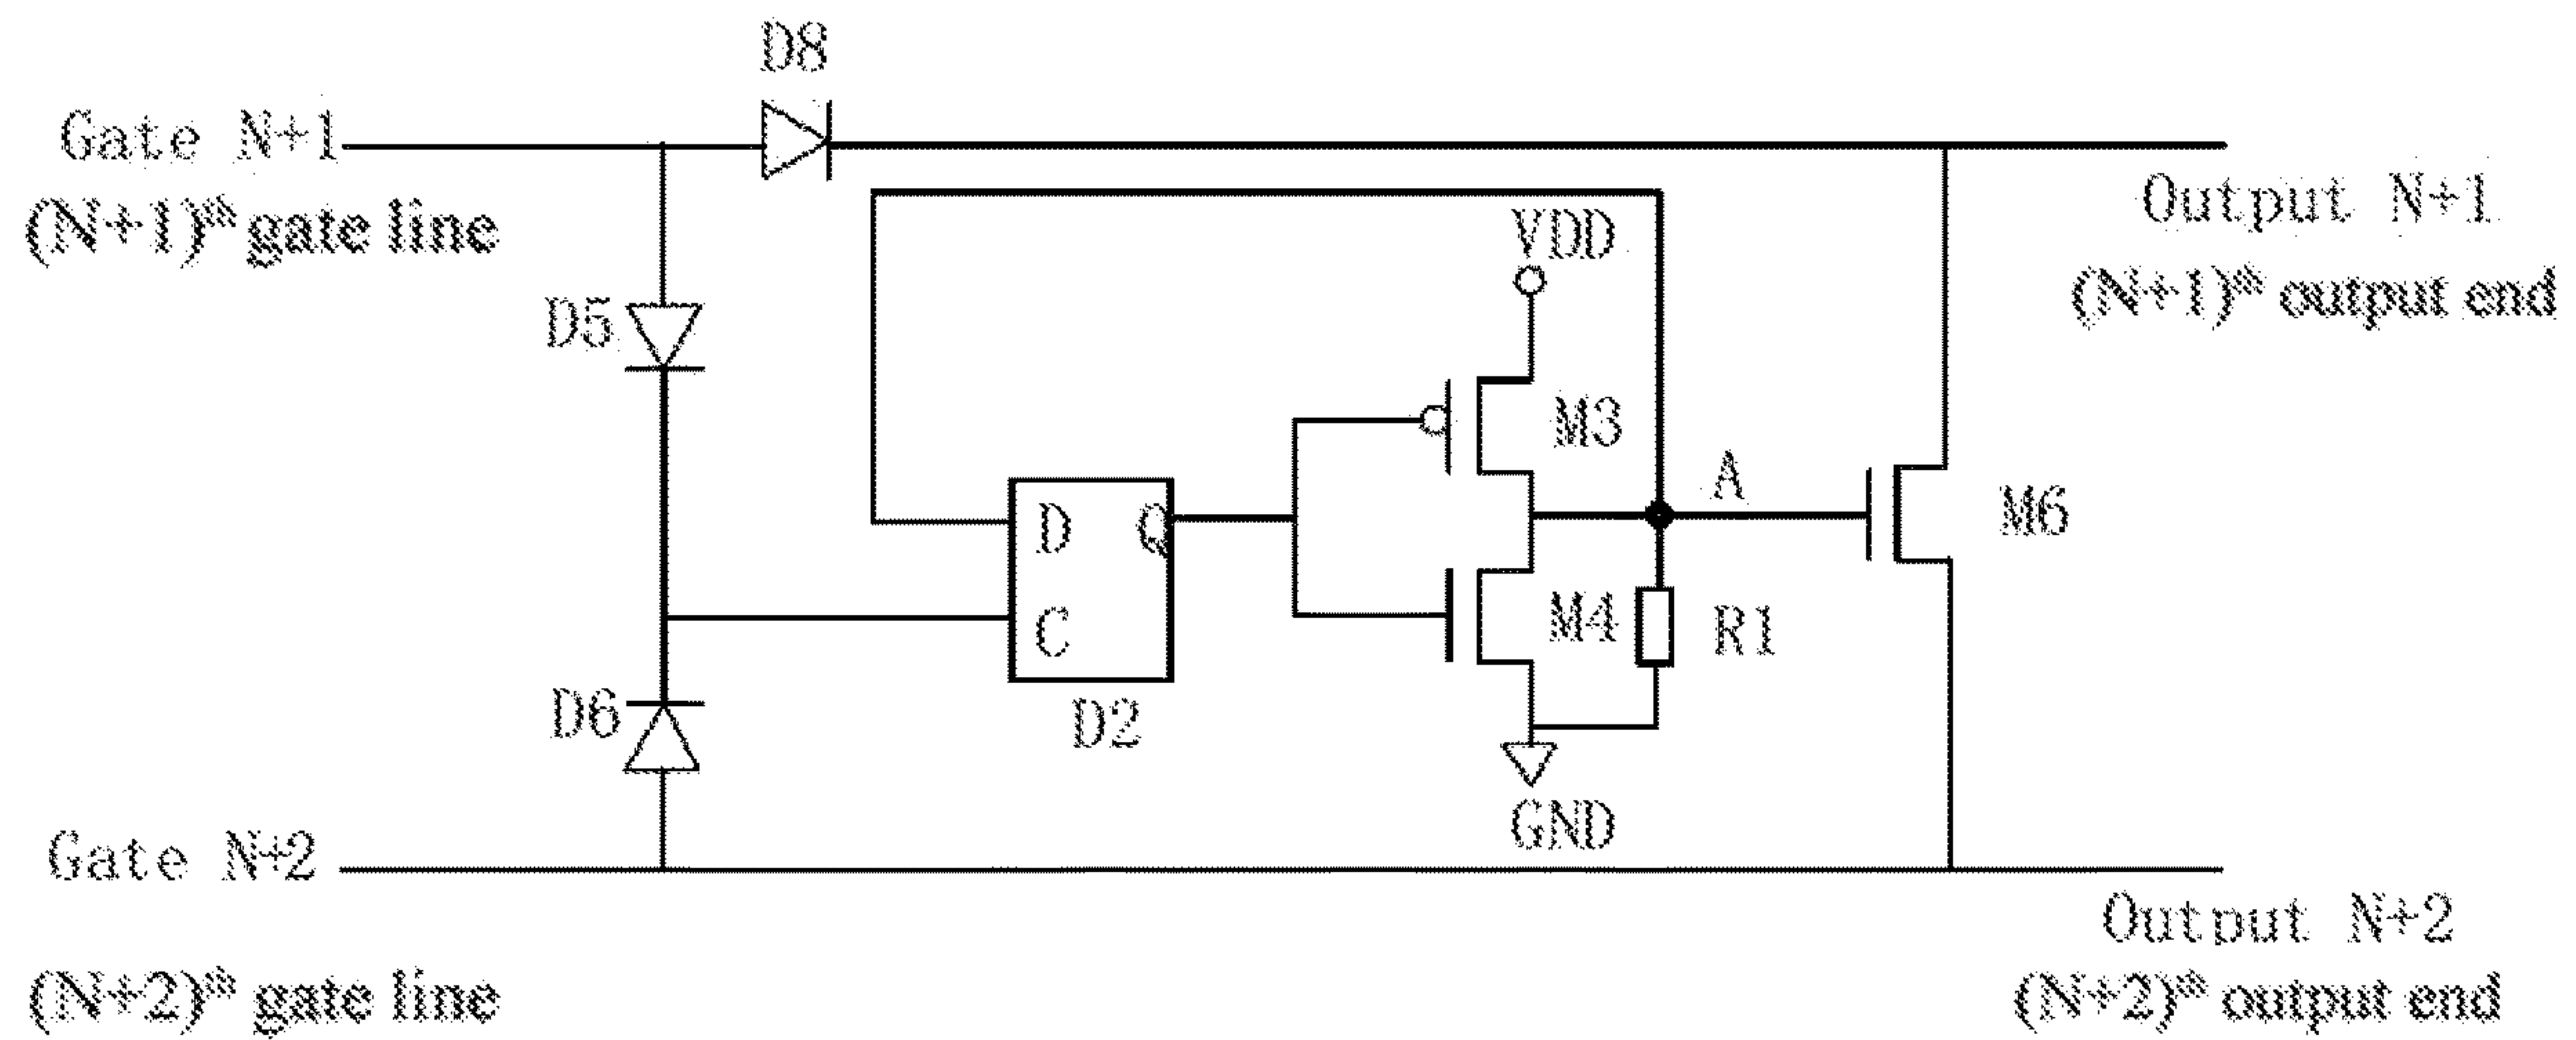 D8
Gate N+1
(N+1)th gate line
Output N+1
(N+1)th output end
VDD
D5
M3
A
M6
D Q
C
M4
R1
D6
D2
GND
Gate N+2
(N+2)th gate line
Output N+2
(N+2)th output end